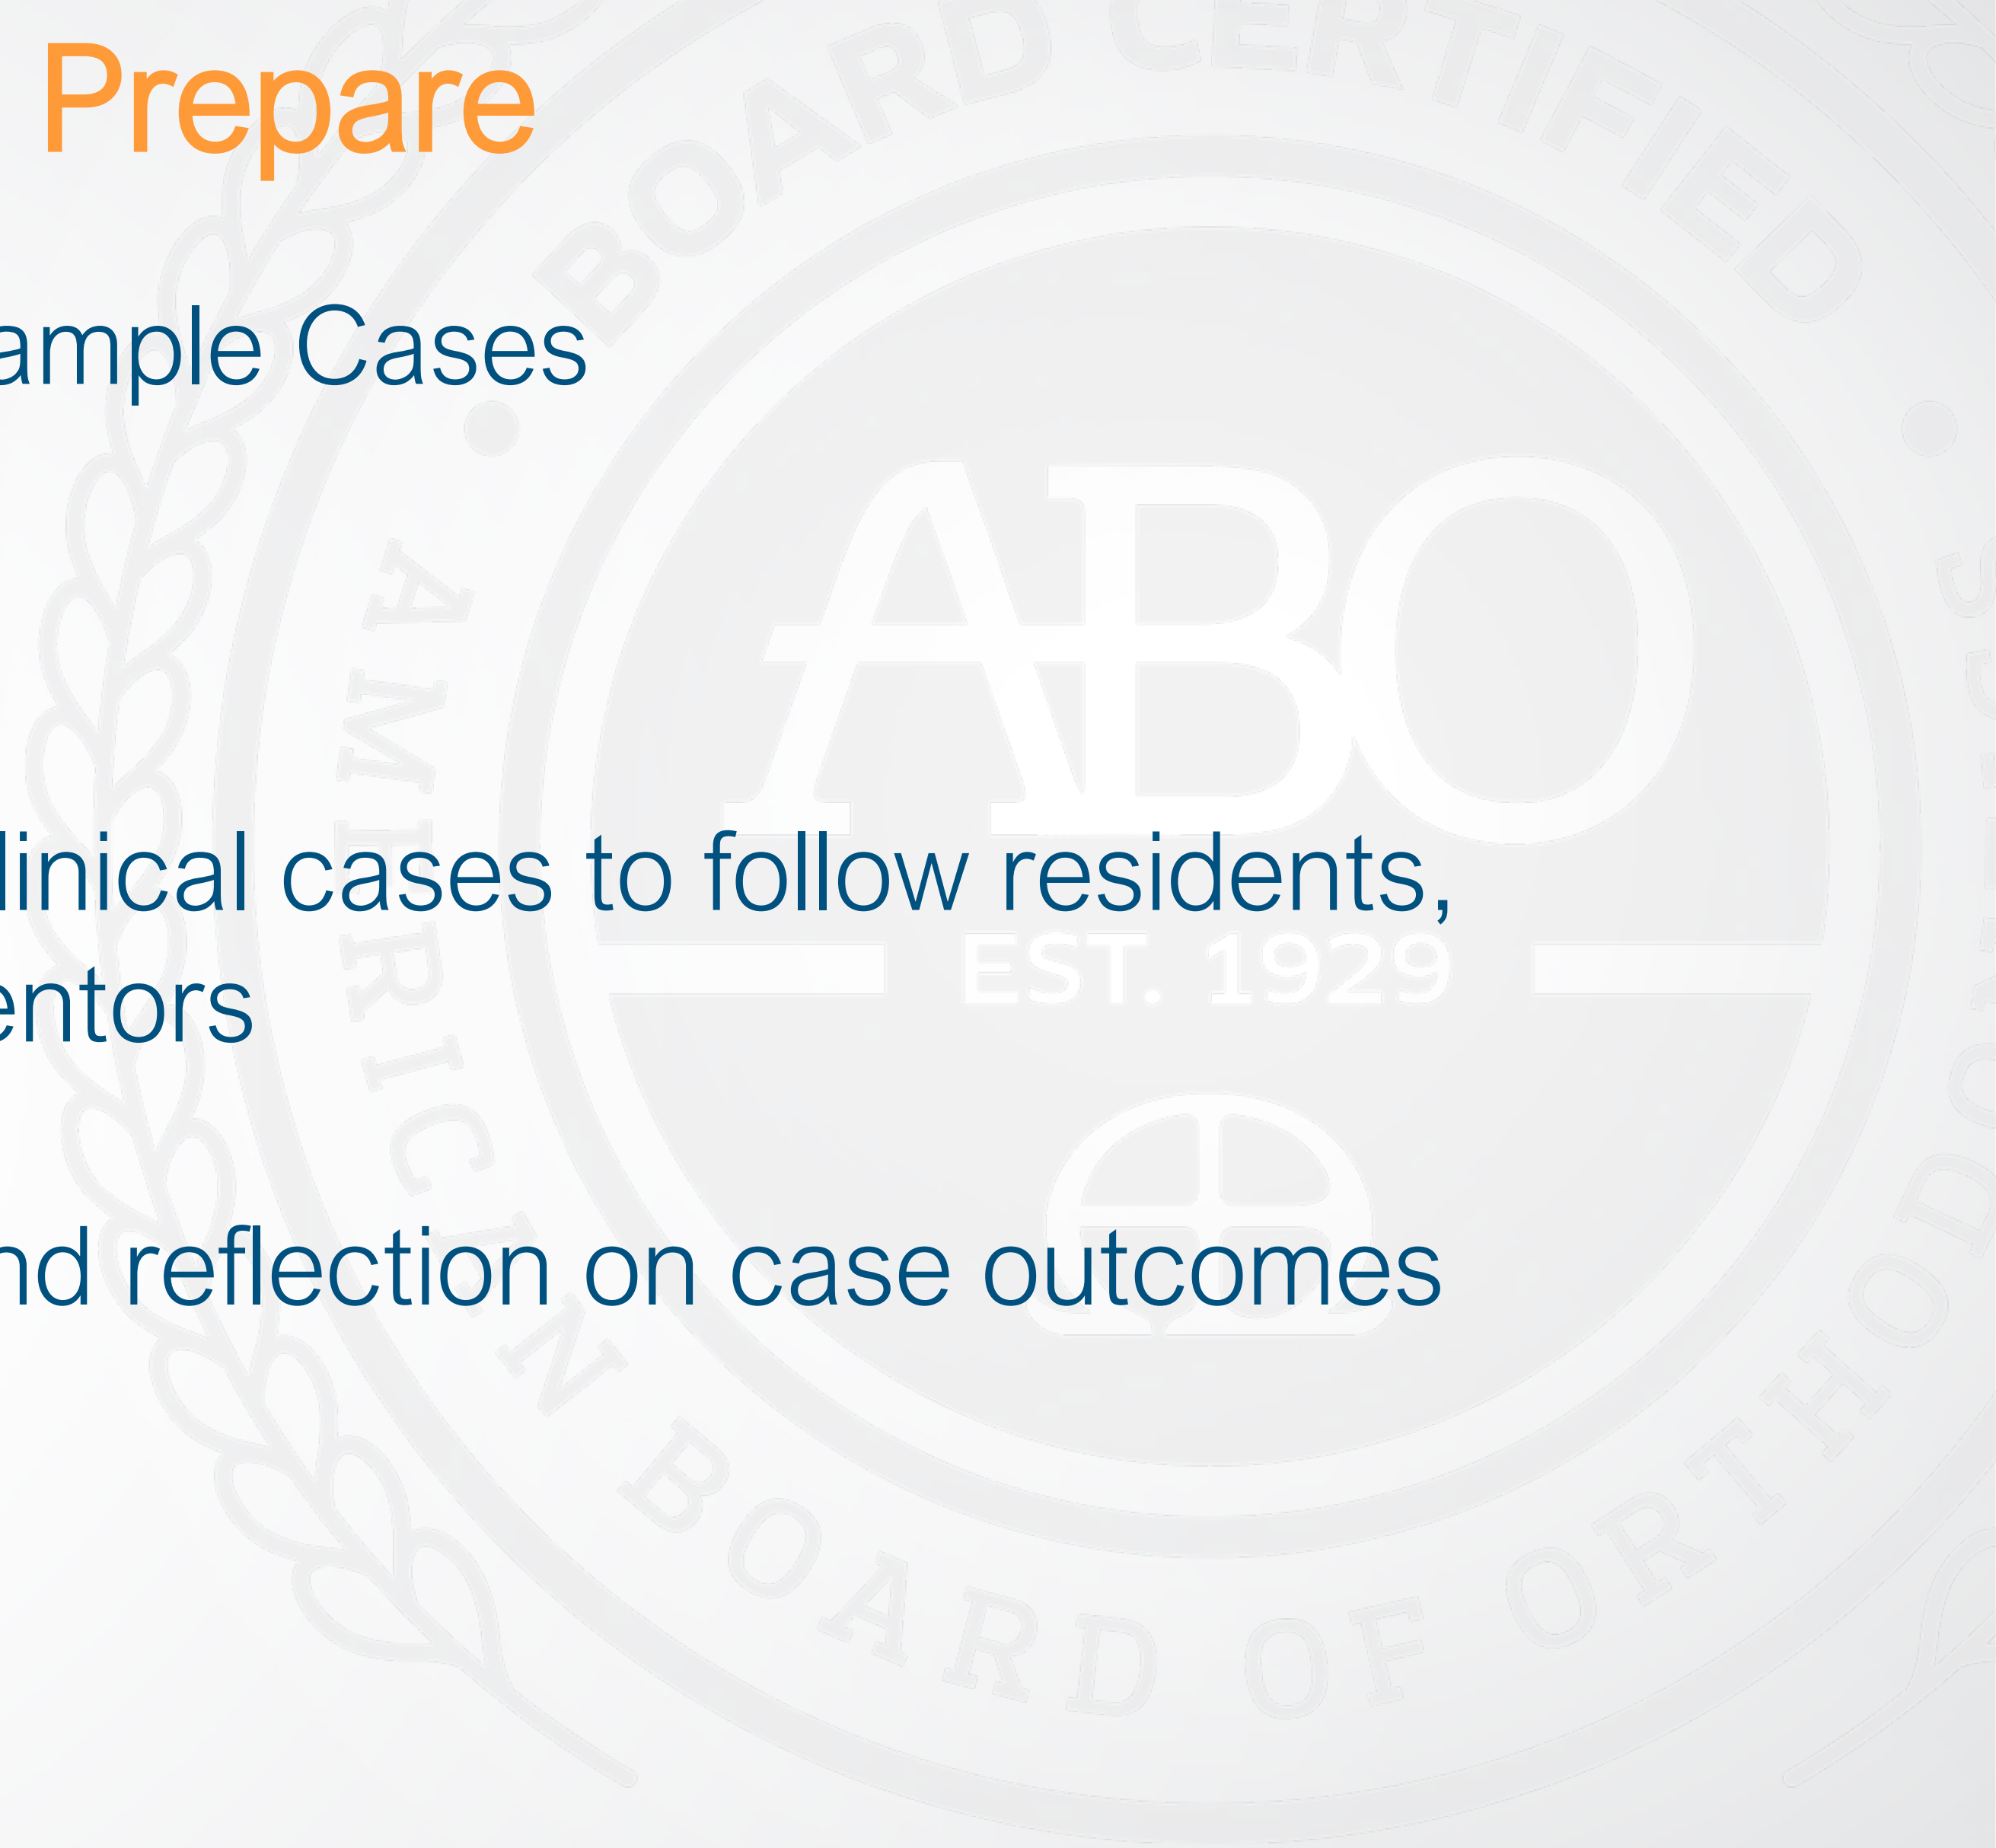 Prepare
ample Cases
linical cases to follow residents,
entors
nd reflection on case outcomes
BOARD CERTIFIED
ABO
EST. 1929
AMERICAN BOARD OF ORTHODO